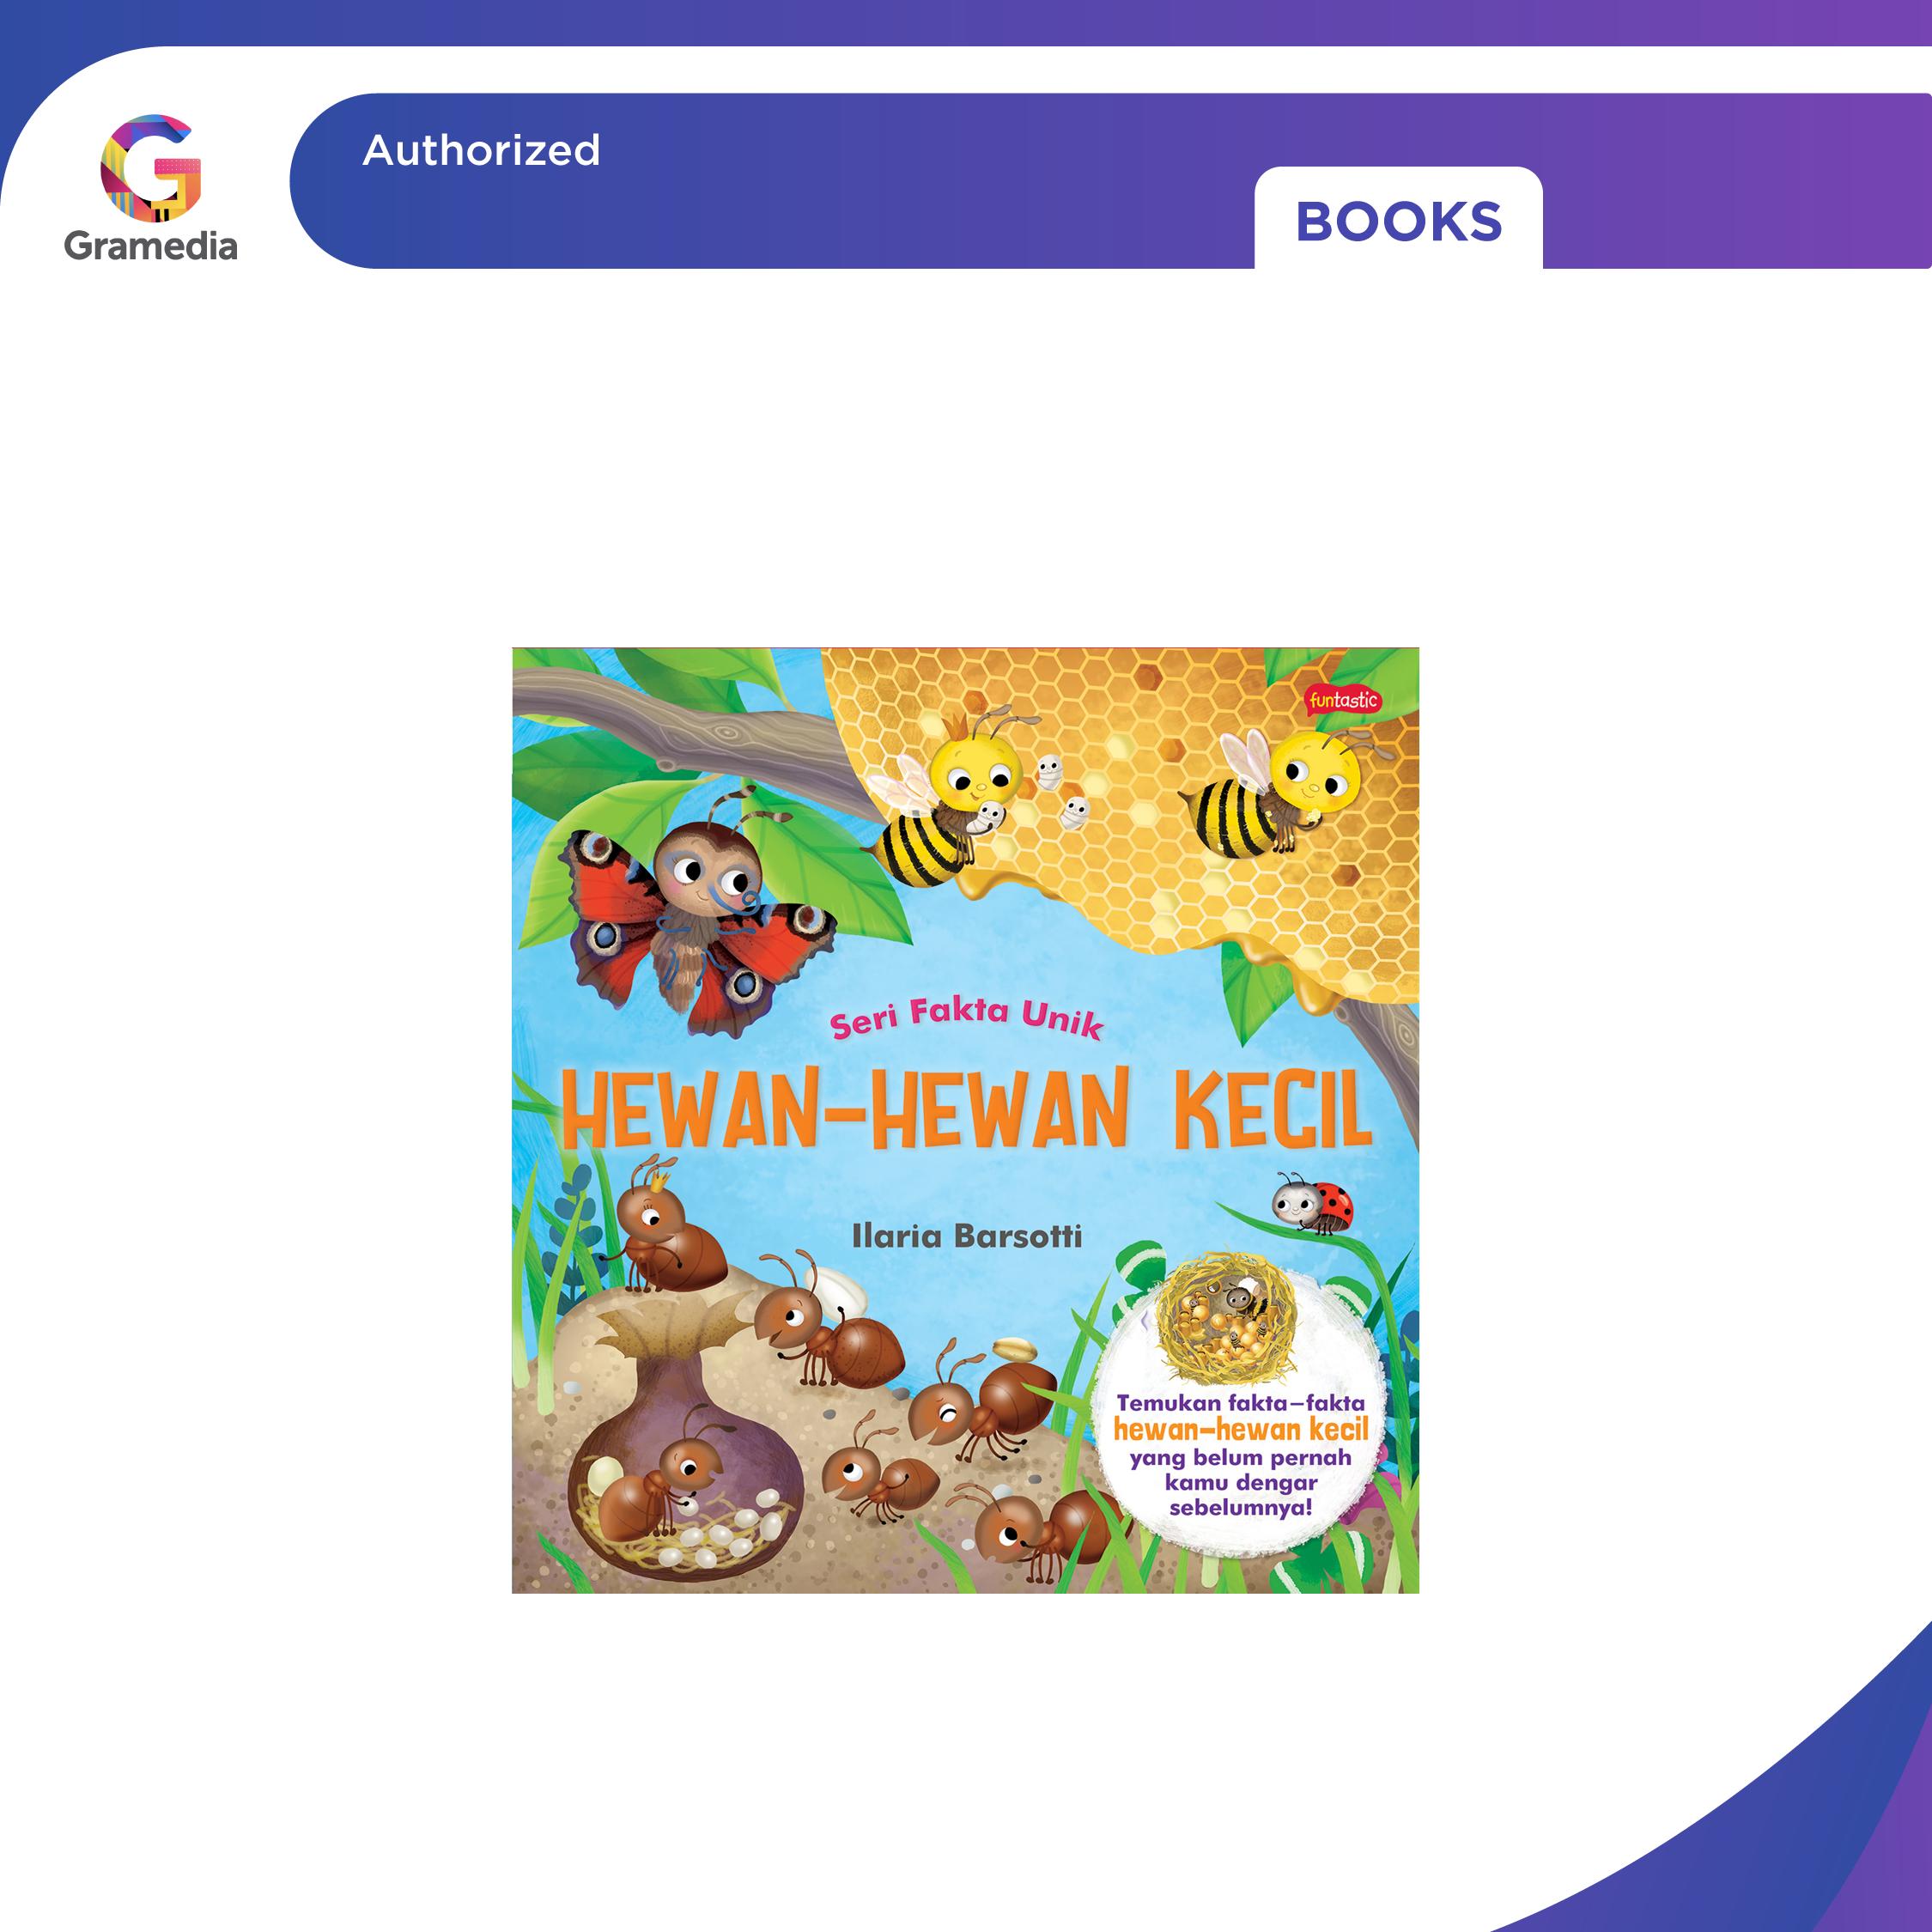 Authorized
Gramedia
BOOKS
funtastic
Seri Fakta Unik
HEWAN-HEWAN KECIL
Ilaria Barsotti
Temukan fakta-fakta
hewan-hewan kecil
yang belum pernah
kamu dengar
sebelumnya!